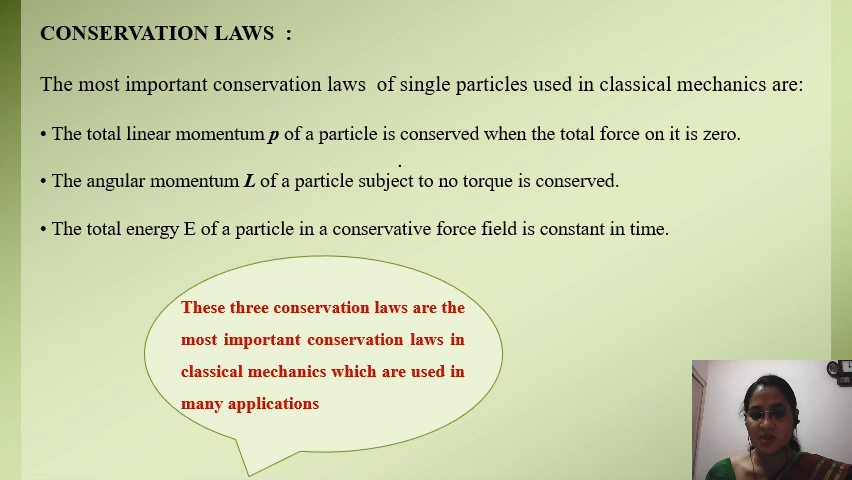 CONSERVATION LAWS :
The most important conservation laws of single particles used in classical mechanics are:
• The total linear momentum p of a particle is conserved when the total force on it is zero.
• The angular momentum L of a particle subject to no torque is conserved.
• The total energy E of a particle in a conservative force field is constant in time.
These three conservation laws are the
most important conservation laws in
classical mechanics which are used in
many applications